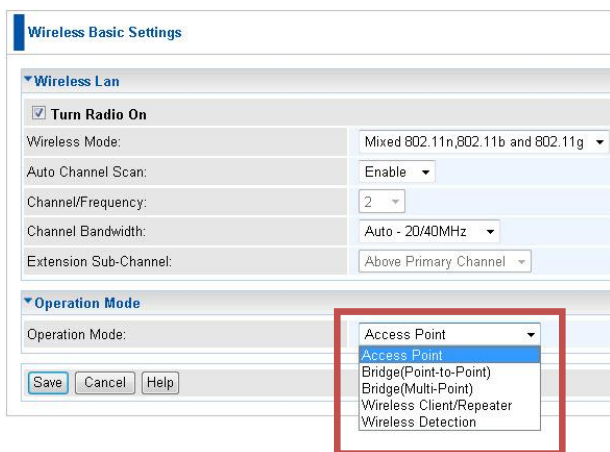 Wireless Basic Settings
Wireless Lan
Turn Radio On
Wireless Mode: Mixed 802.11n,802.11b and 802.11g
Auto Channel Scan: Enable
Channel/Frequency: 2
Channel Bandwidth: Auto - 20/40MHz
Extension Sub-Channel: Above Primary Channel
Operation Mode
Operation Mode: Access Point
Access Point
Bridge(Point-to-Point)
Bridge(Multi-Point)
Wireless Client/Repeater
Wireless Detection
Save Cancel Help